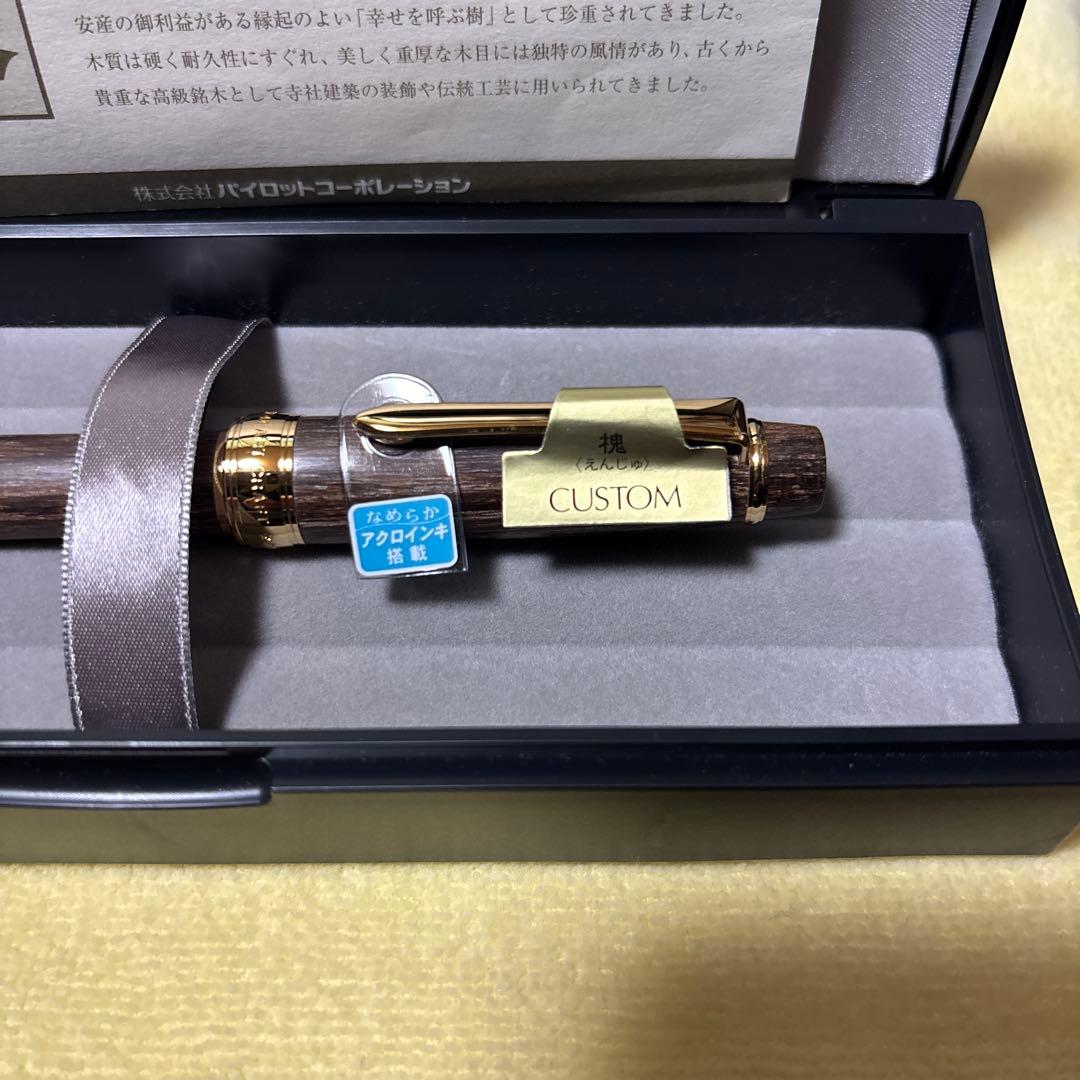 安産の御利益がある縁起のよい「幸せを呼ぶ樹」として珍重されてきました。
木質は硬く耐久性にすぐれ、美しく重厚な木目には独特の風情があり、古くから
貴重な高級銘木として寺社建築の装飾や伝統工芸に用いられてきました。
株式会社パイロットコーポレーション
槐
〈えんじゅ〉
CUSTOM
なめらか
アクロインキ
搭載